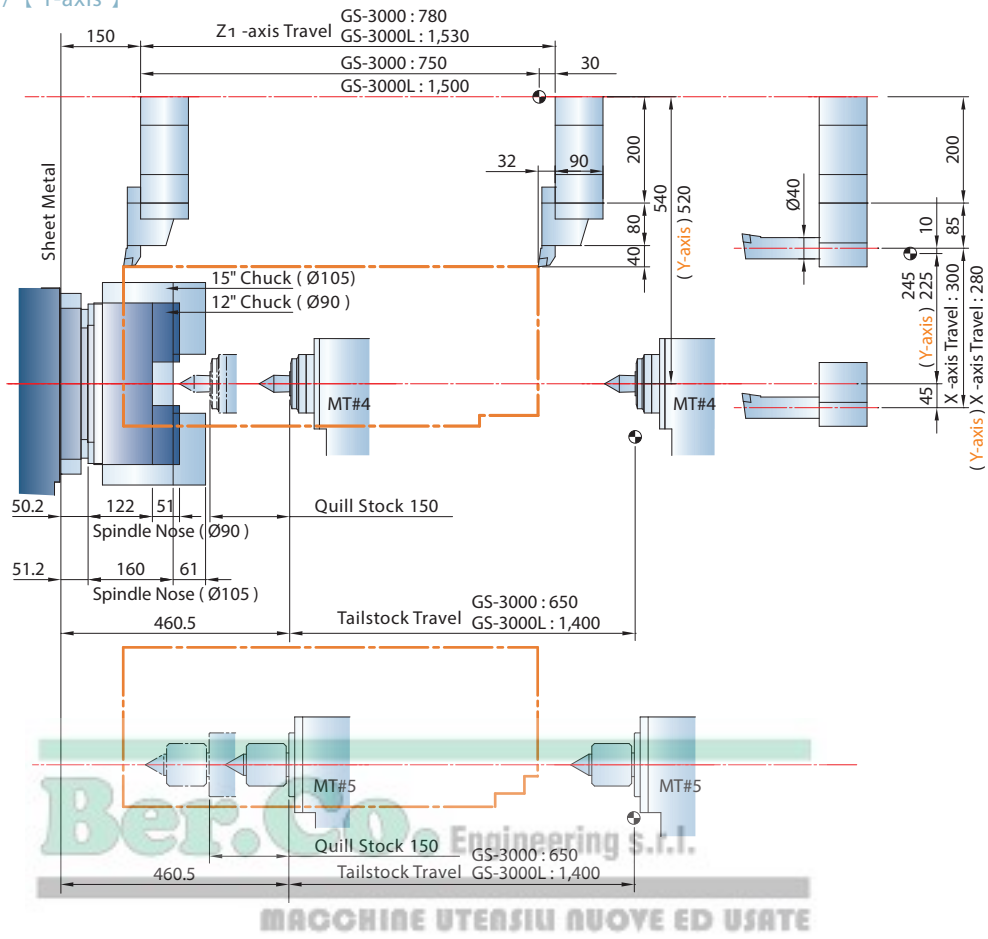 /【 Y-axis 】
150
Z1 -axis Travel
GS-3000 : 780
GS-3000L : 1,530
GS-3000 : 750
GS-3000L : 1,500
30
Sheet Metal
32
90
200
80
40
540
( Y-axis ) 520
Ø40
200
85
10
245
( Y-axis ) 225
45
X -axis Travel : 300
( Y-axis ) X -axis Travel : 280
15" Chuck ( Ø105 )
12" Chuck ( Ø90 )
MT#4
MT#4
50.2
122
51
Quill Stock 150
Spindle Nose ( Ø90 )
51.2
160
61
Spindle Nose ( Ø105 )
460.5
Tailstock Travel
GS-3000 : 650
GS-3000L : 1,400
MT#5
MT#5
Ber.Co. Engineering s.r.l.
Quill Stock 150
460.5
Tailstock Travel
GS-3000 : 650
GS-3000L : 1,400
MACCHINE UTENSILI NUOVE ED USATE